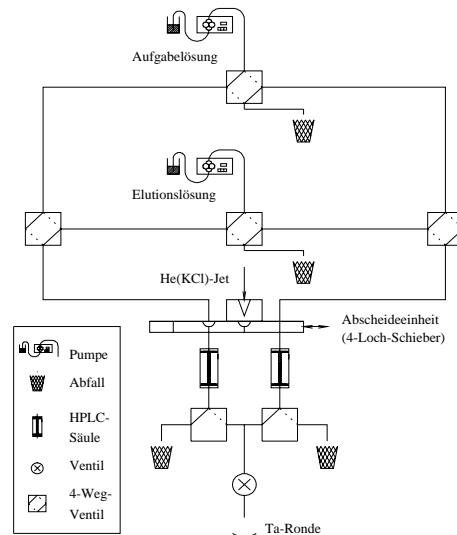 Aufgabelösung
Elutionslösung
He(KCl)-Jet
Abscheideeinheit
(4-Loch-Schieber)
Pumpe
Abfall
HPLC-
Säule
Ventil
4-Weg-
Ventil
Ta-Ronde